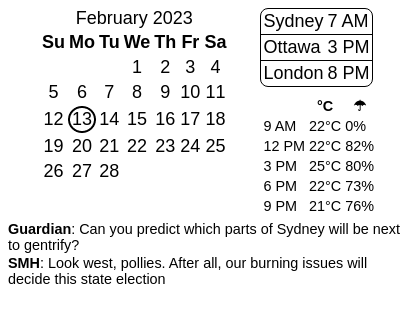 February 2023
Su Mo Tu We Th Fr Sa
1 2 3 4
5 6 7 8 9 10 11
12 13 14 15 16 17 18
19 20 21 22 23 24 25
26 27 28
Sydney 7 AM
Ottawa 3 PM
London 8 PM
°C ☂
9 AM 22°C 0%
12 PM 22°C 82%
3 PM 25°C 80%
6 PM 22°C 73%
9 PM 21°C 76%
Guardian: Can you predict which parts of Sydney will be next
to gentrify?
SMH: Look west, pollies. After all, our burning issues will
decide this state election